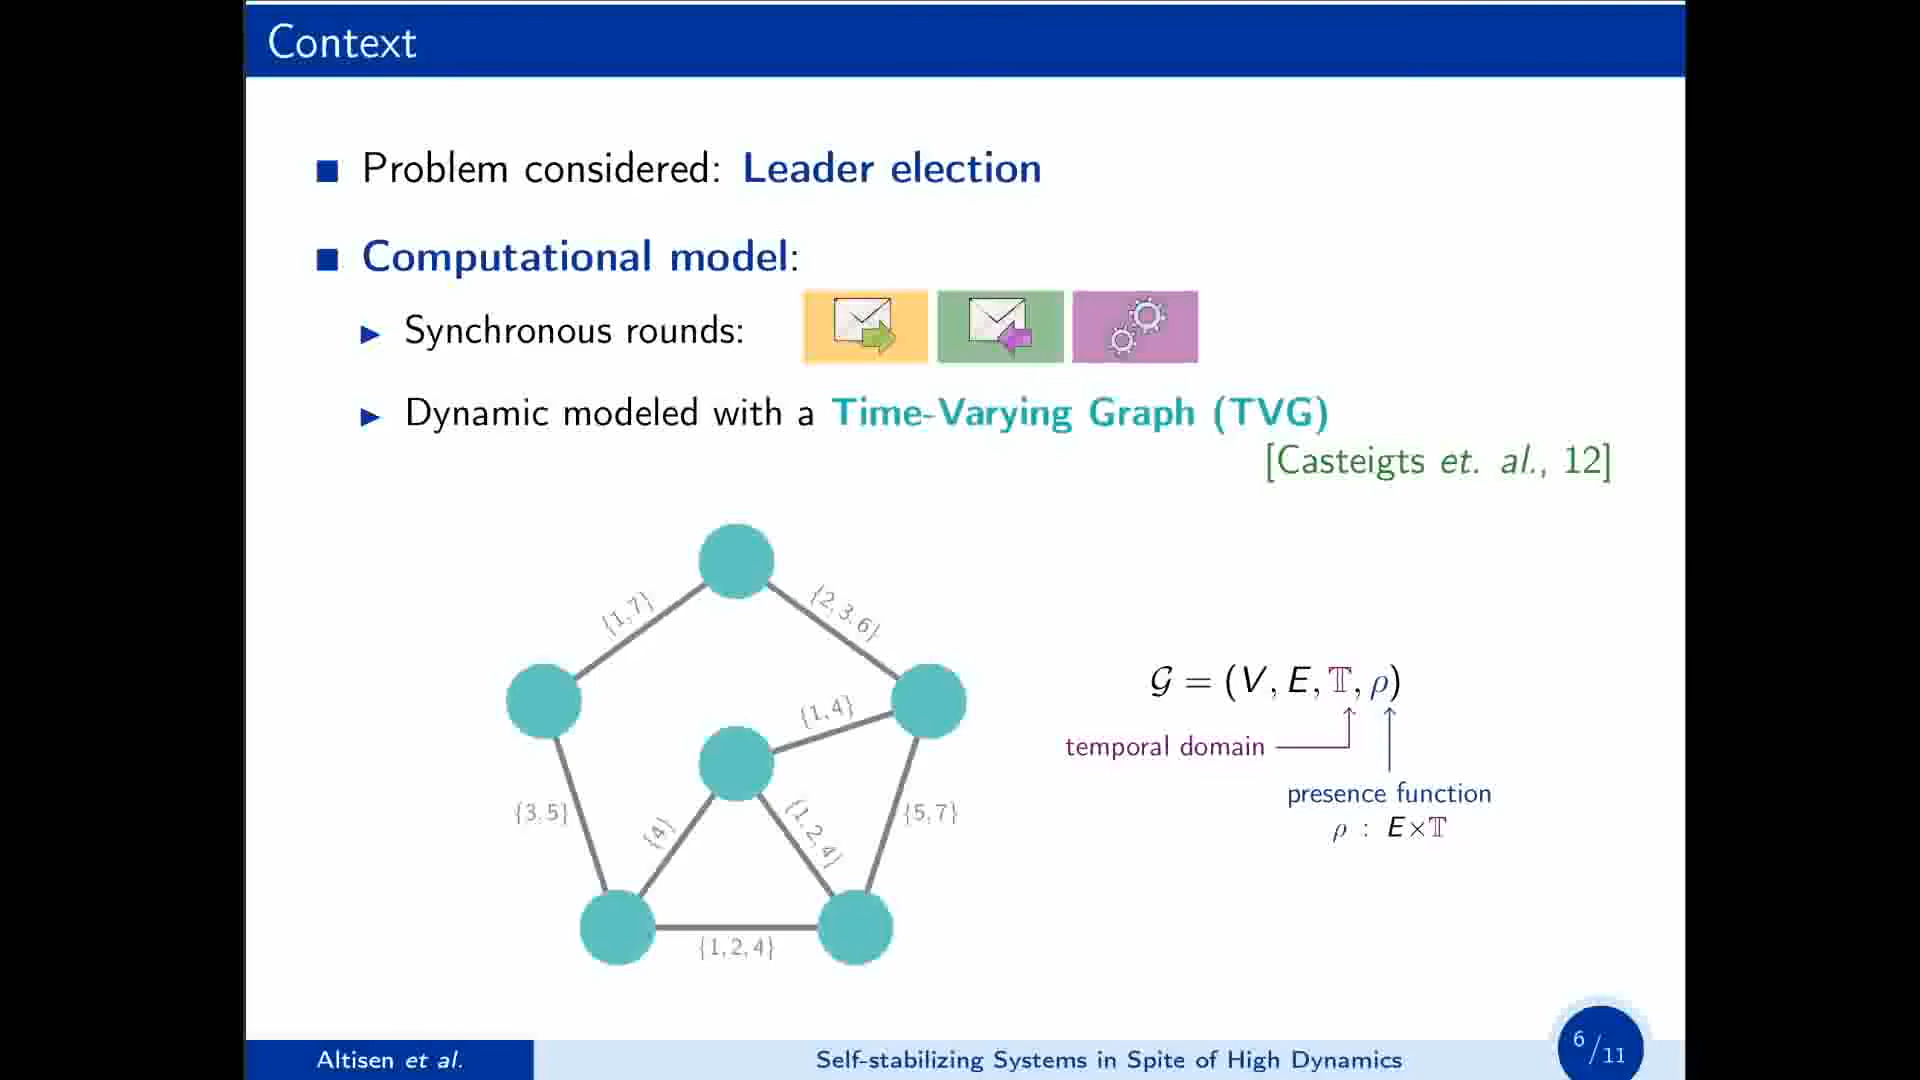 Context
Problem considered: Leader election
Computational model:
Synchronous rounds:
Dynamic modeled with a Time-Varying Graph (TVG)
[Casteigts et. al., 12]
{1,7}
{2,3,6}
{1,4}
{3,5}
{4}
{1,2,4}
{5,7}
{1,2,4}
𝒢 = (V, E, 𝕋, ρ)
temporal domain
presence function
ρ : E×𝕋
Altisen et al.
Self-stabilizing Systems in Spite of High Dynamics
6/11